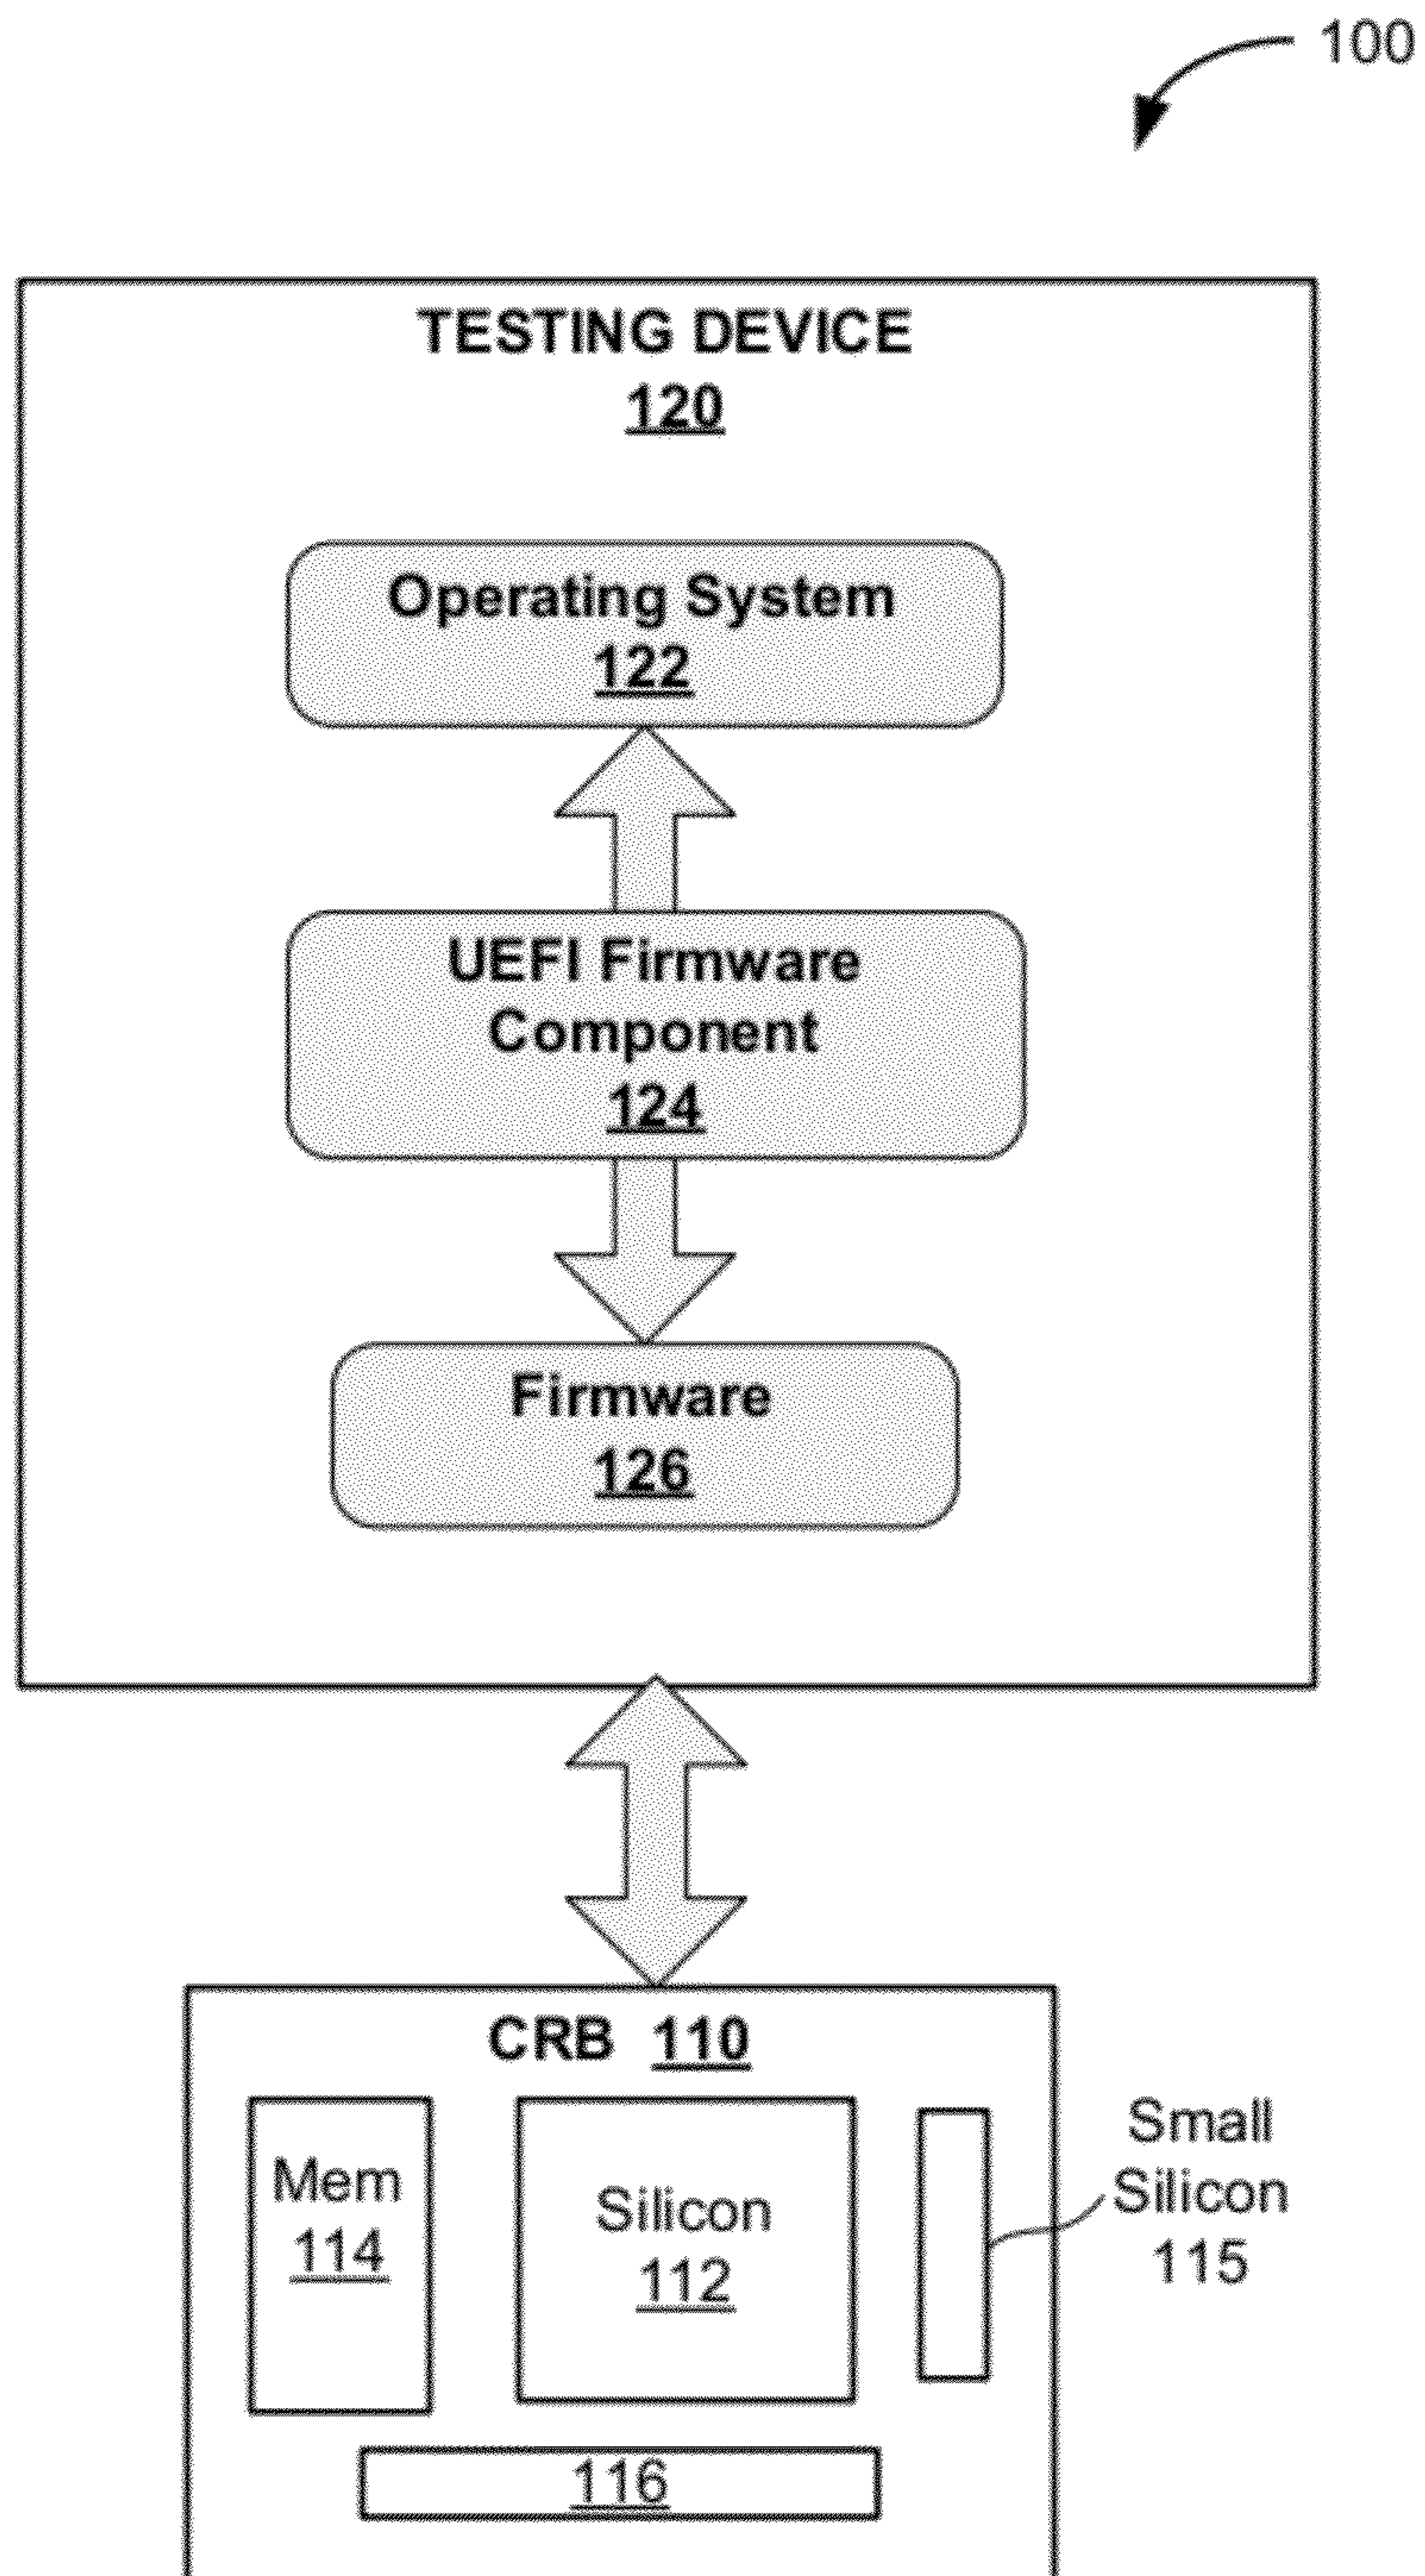 100
TESTING DEVICE
120
Operating System
122
UEFI Firmware
Component
124
Firmware
126
CRB 110
Mem
114
Silicon
112
Small
Silicon
115
116